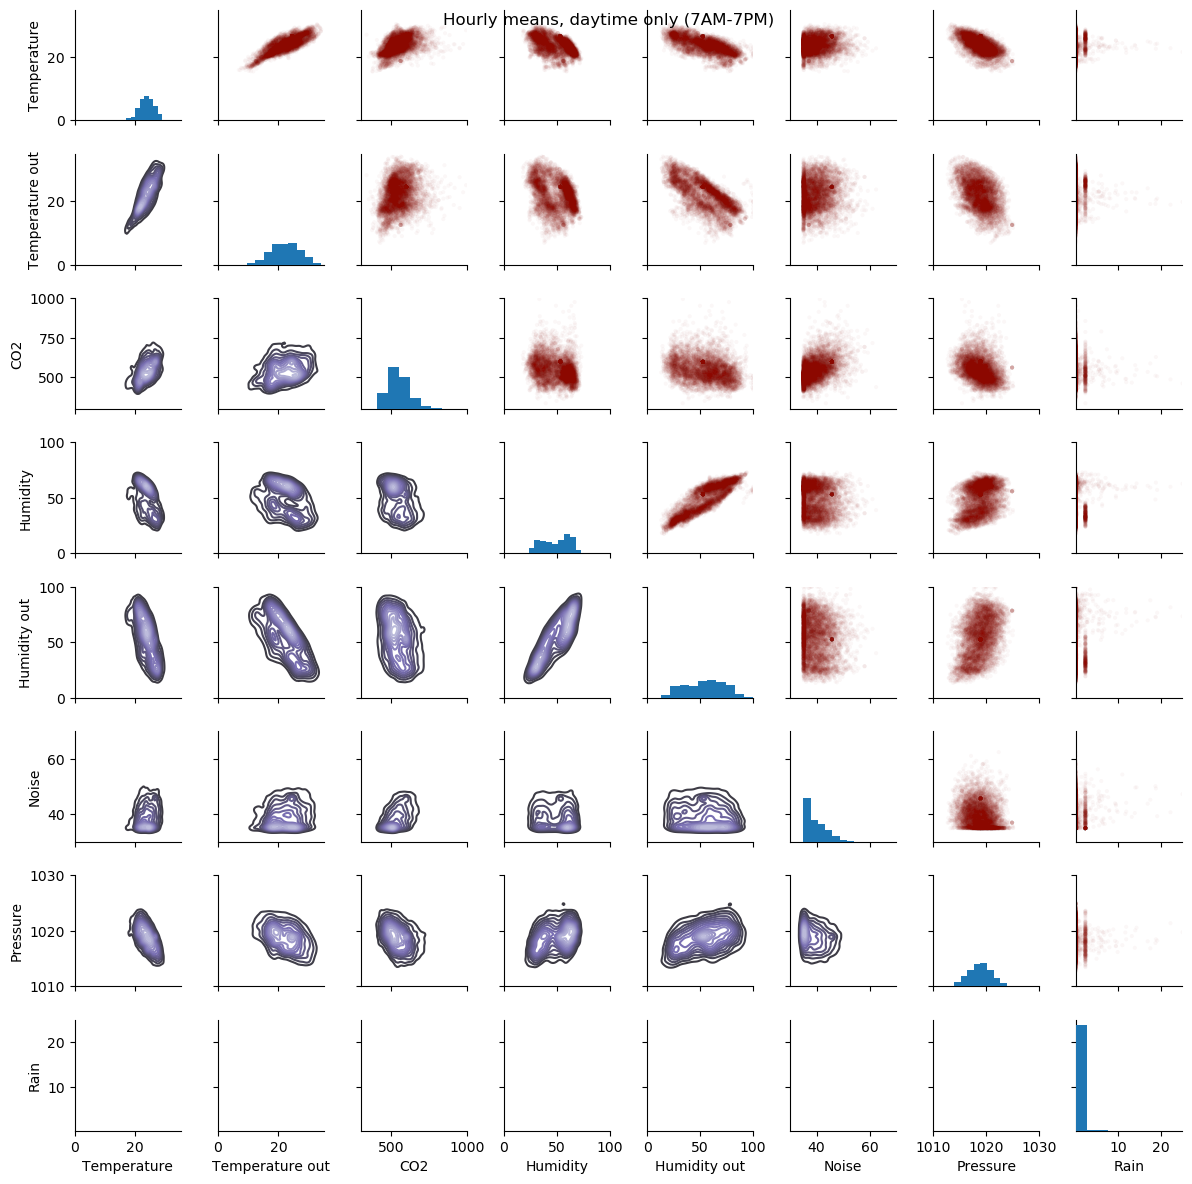 Hourly means, daytime only (7AM-7PM)
Temperature
20
0
Temperature out
20
0
CO2
1000
750
500
Humidity
100
50
0
Humidity out
100
50
0
Noise
60
40
Pressure
1030
1020
1010
Rain
20
10
0 20 0 20 500 1000 0 50 100 0 50 100 40 60 1010 1020 1030 10 20
Temperature Temperature out CO2 Humidity Humidity out Noise Pressure Rain